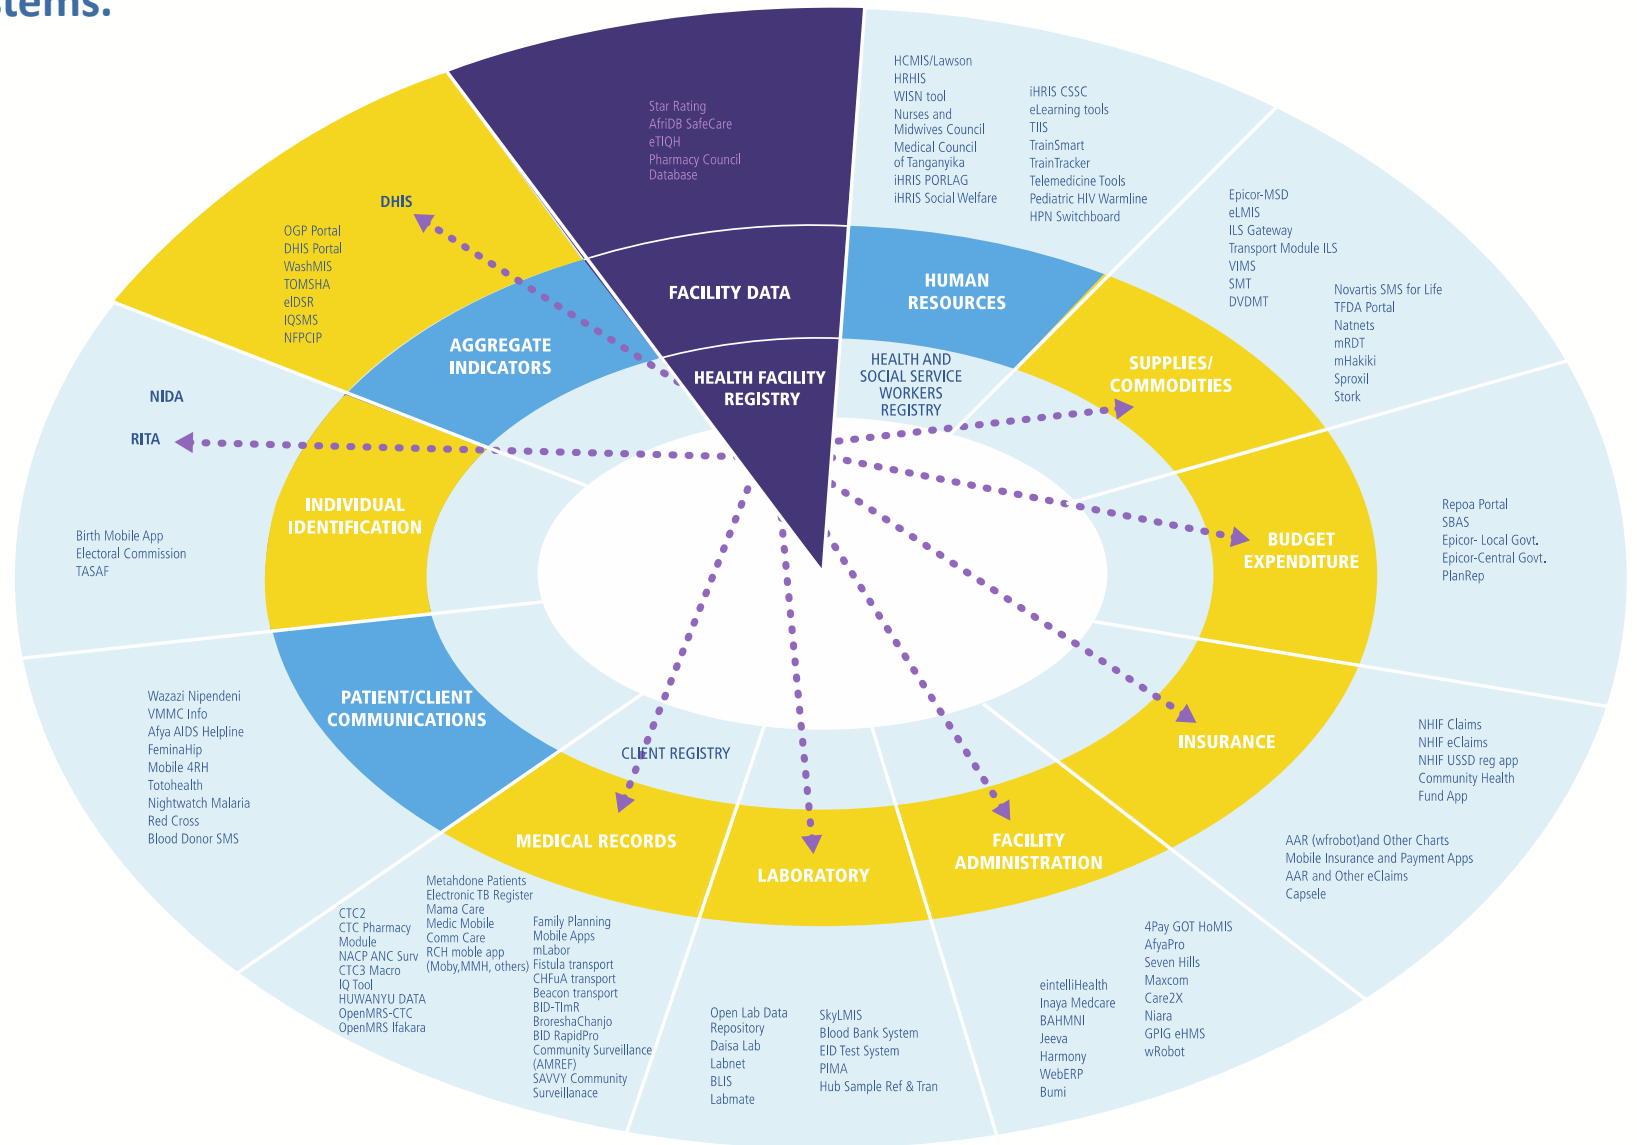 stems.
Star Rating
AfriDB SafeCare
eTIQH
Pharmacy Council
Database
FACILITY DATA
HEALTH FACILITY
REGISTRY
HCMIS/Lawson
HRHIS
WISN tool
Nurses and
Midwives Council
Medical Council
of Tanganyika
iHRIS PORLAG
iHRIS Social Welfare
iHRIS CSSC
eLearning tools
TIIS
TrainSmart
TrainTracker
Telemedicine Tools
Pediatric HIV Warmline
HPN Switchboard
HUMAN
RESOURCES
HEALTH AND
SOCIAL SERVICE
WORKERS
REGISTRY
Epicor-MSD
eLMIS
ILS Gateway
Transport Module ILS
VIMS
SMT
DVDMT
Novartis SMS for Life
TFDA Portal
Natnets
mRDT
mHakiki
Sproxil
Stork
SUPPLIES/
COMMODITIES
Repoa Portal
SBAS
Epicor- Local Govt.
Epicor-Central Govt.
PlanRep
BUDGET
EXPENDITURE
NHIF Claims
NHIF eClaims
NHIF USSD reg app
Community Health
Fund App
AAR (wfrobot)and Other Charts
Mobile Insurance and Payment Apps
AAR and Other eClaims
Capsele
INSURANCE
4Pay GOT HoMIS
AfyaPro
Seven Hills
Maxcom
Care2X
Niara
GPIG eHMS
wRobot
eintelliHealth
Inaya Medcare
BAHMNI
Jeeva
Harmony
WebERP
Bumi
FACILITY
ADMINISTRATION
LABORATORY
Open Lab Data
Repository
Daisa Lab
Labnet
BLIS
Labmate
SkyLMIS
Blood Bank System
EID Test System
PIMA
Hub Sample Ref & Tran
CLIENT REGISTRY
MEDICAL RECORDS
CTC2
CTC Pharmacy
Module
NACP ANC Surv
CTC3 Macro
IQ Tool
HUWANYU DATA
OpenMRS-CTC
OpenMRS Ifakara
Metahdone Patients
Electronic TB Register
Mama Care
Medic Mobile
Comm Care
RCH moble app
(Moby,MMH, others)
Family Planning
Mobile Apps
mLabor
Fistula transport
CHFuA transport
Beacon transport
BID-TImR
BroreshaChanjo
BID RapidPro
Community Surveillance
(AMREF)
SAVVY Community
Surveillanace
PATIENT/CLIENT
COMMUNICATIONS
Wazazi Nipendeni
VMMC Info
Afya AIDS Helpline
FeminaHip
Mobile 4RH
Totohealth
Nightwatch Malaria
Red Cross
Blood Donor SMS
INDIVIDUAL
IDENTIFICATION
NIDA
RITA
Birth Mobile App
Electoral Commission
TASAF
AGGREGATE
INDICATORS
DHIS
OGP Portal
DHIS Portal
WashMIS
TOMSHA
eIDSR
IQSMS
NFPCIP